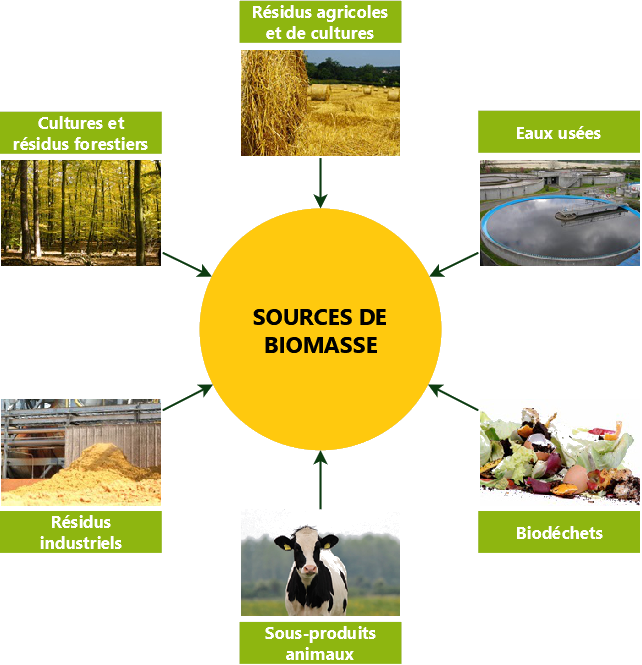 Résidus agricoles
et de cultures
Cultures et
résidus forestiers
Eaux usées
SOURCES DE
BIOMASSE
Résidus
industriels
Biodéchets
Sous-produits
animaux